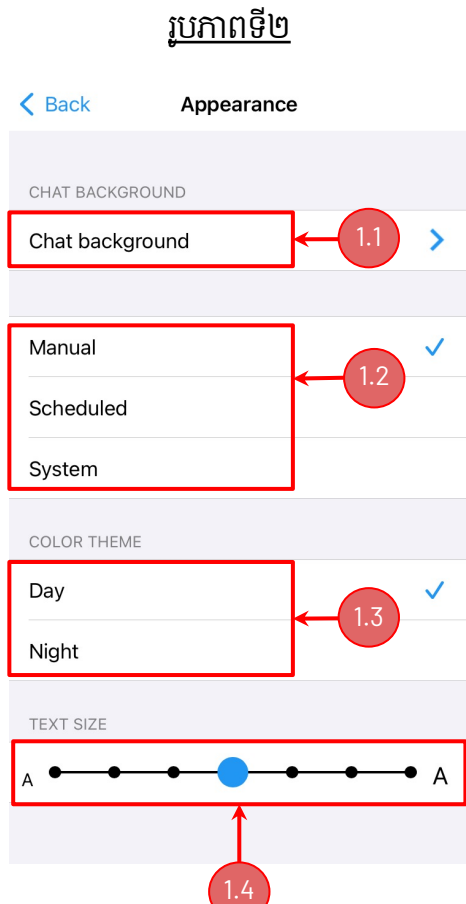 រូបភាពទី២
Back Appearance
CHAT BACKGROUND
Chat background 1.1
Manual
1.2
Scheduled
System
COLOR THEME
Day
1.3
Night
TEXT SIZE
A A
1.4